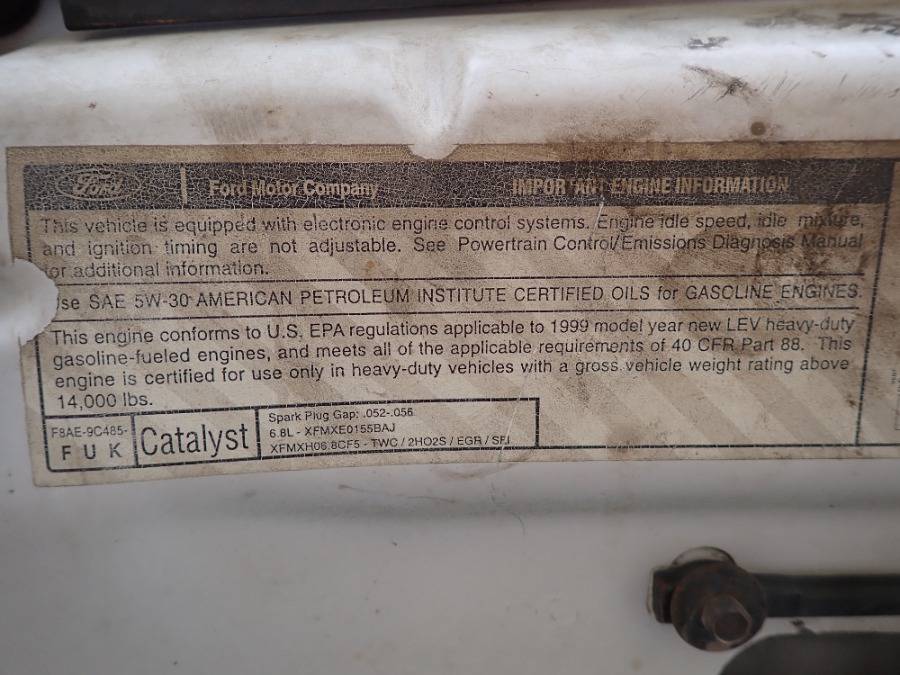 Ford
Ford Motor Company
IMPORTANT ENGINE INFORMATION
This vehicle is equipped with electronic engine control systems. Engine idle speed, idle mixture,
and ignition timing are not adjustable. See Powertrain Control/Emissions Diagnosis Manual
for additional information.
se SAE 5W-30 AMERICAN PETROLEUM INSTITUTE CERTIFIED OILS for GASOLINE ENGINES.
This engine conforms to U.S. EPA regulations applicable to 1999 model year new LEV heavy-duty
gasoline-fueled engines, and meets all of the applicable requirements of 40 CFR Part 88. This
engine is certified for use only in heavy-duty vehicles with a gross vehicle weight rating above
14,000 lbs.
F8AE-9C485-
F U K
Catalyst
Spark Plug Gap: .052-.056
6.8L - XFMXE0155BAJ
XFMXH06.8CF5 - TWC / 2HO2S / EGR / SFI